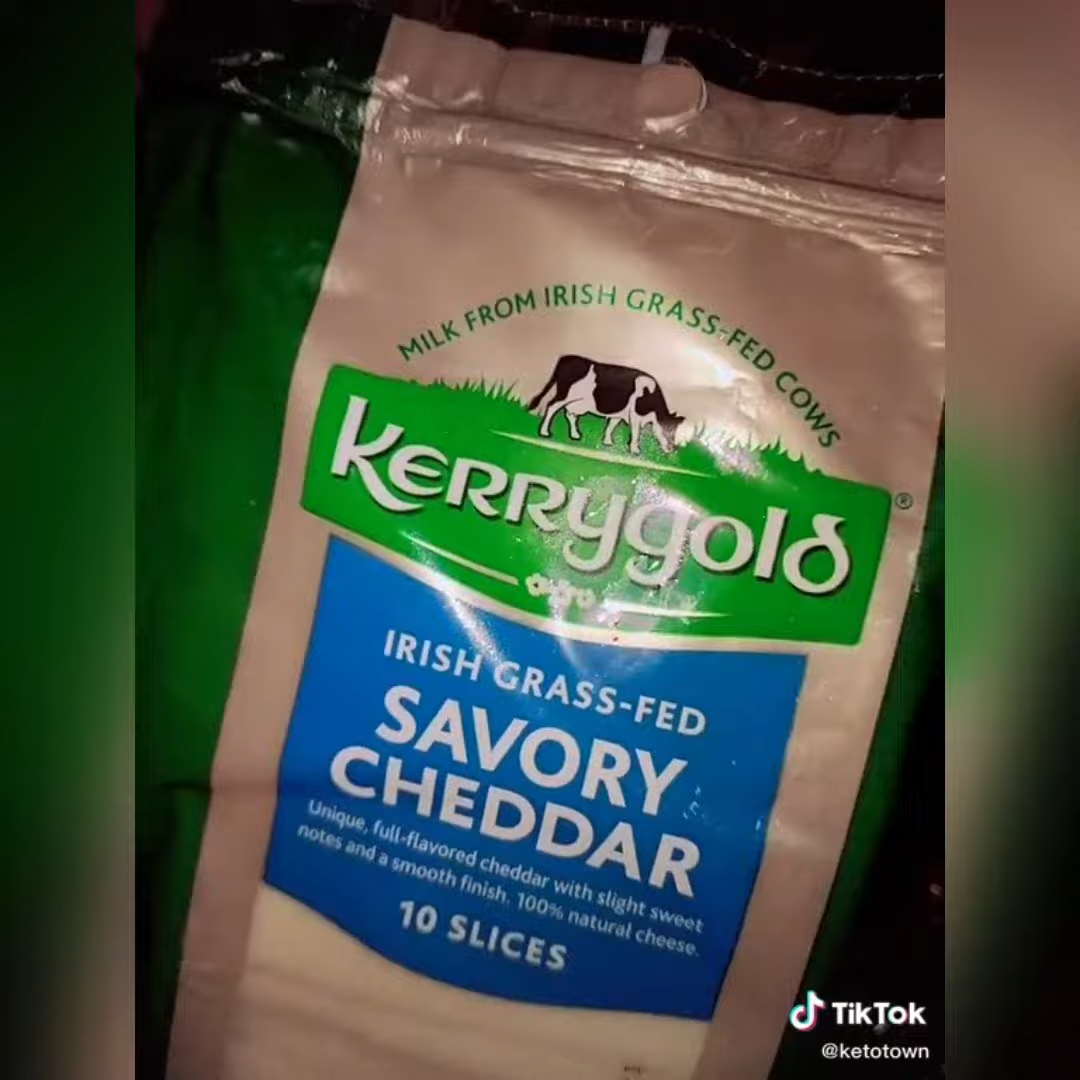 MILK FROM IRISH GRASS-FED COWS
Kerrygold®
IRISH GRASS-FED
SAVORY
CHEDDAR
Unique, full-flavored cheddar with slight sweet
notes and a smooth finish. 100% natural cheese.
10 SLICES
TikTok
@ketotown